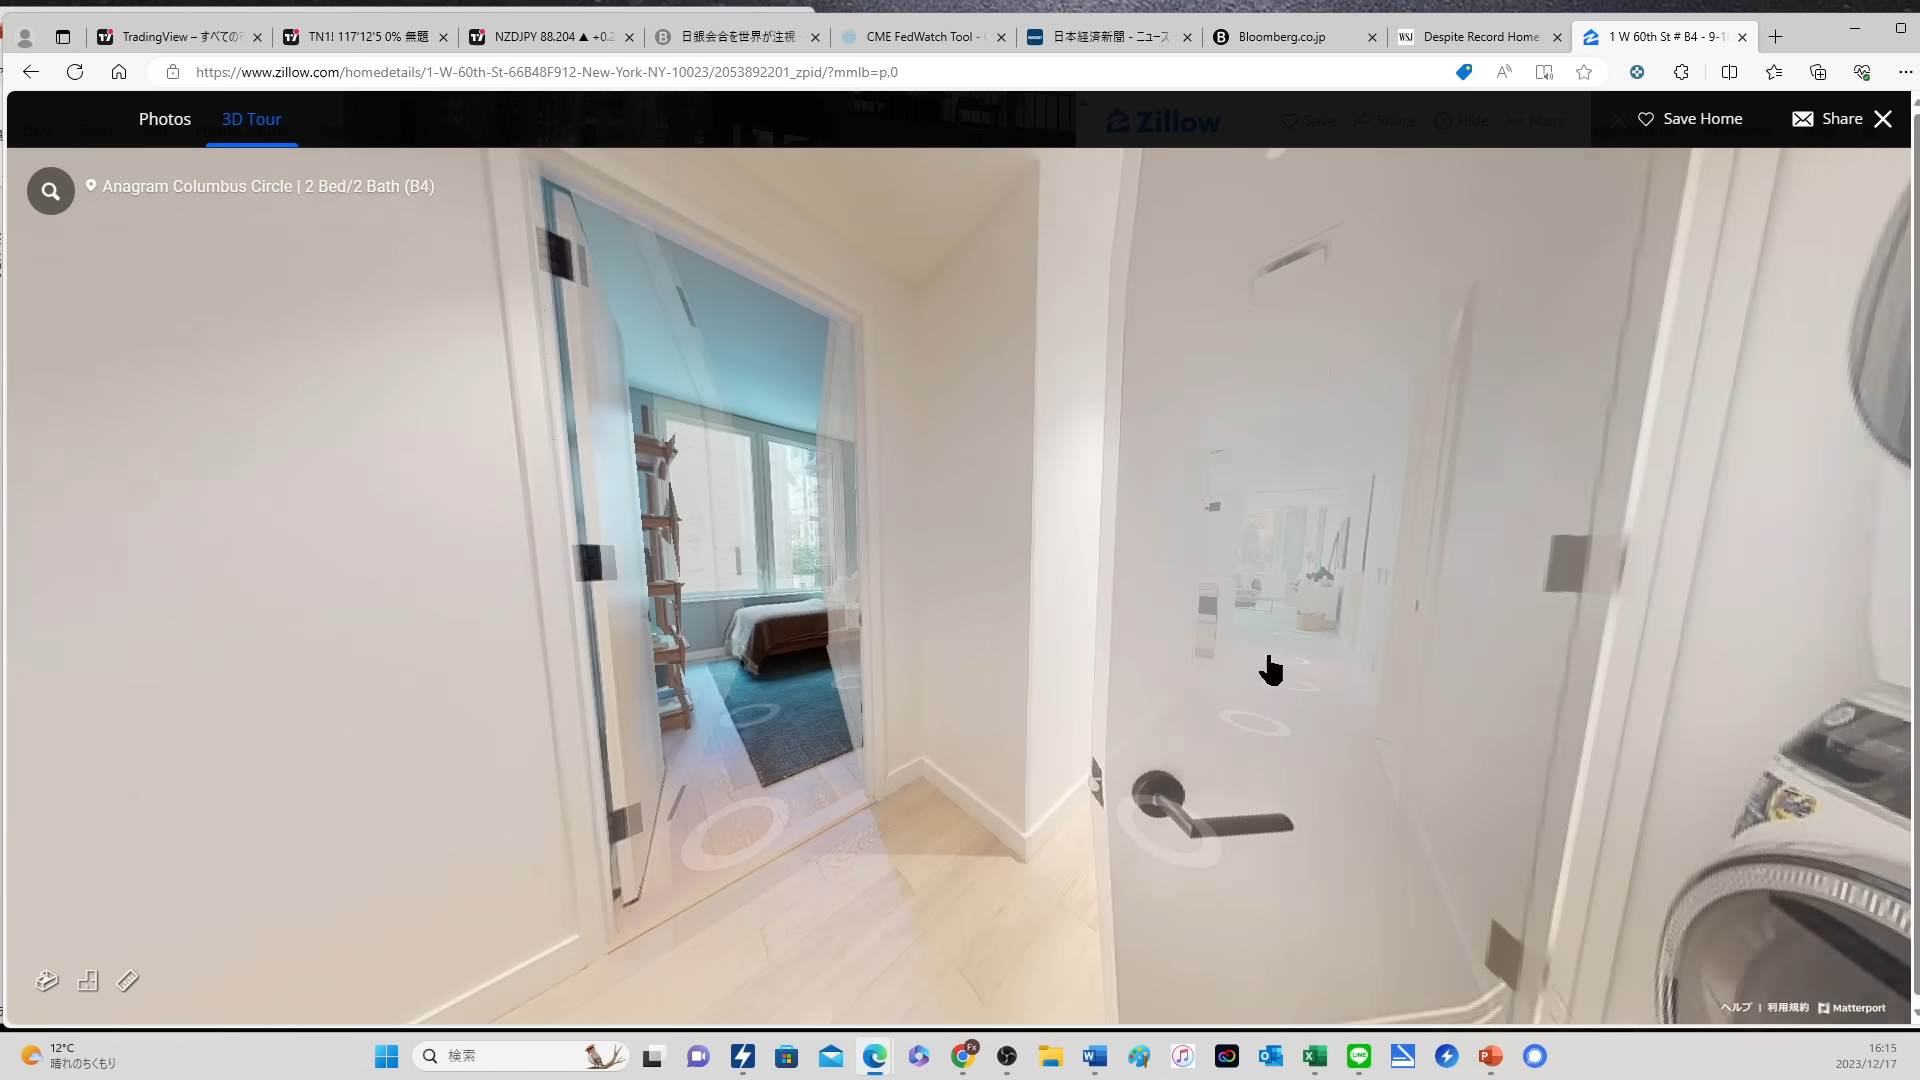 TradingView – すべての
TN1! 117'12'5 0% 無題
NZDJPY 88.204 ▲ +0.2
日銀会合を世界が注視 -
CME FedWatch Tool -
日本経済新聞 - ニュース
Bloomberg.co.jp
Despite Record Home
1 W 60th St # B4 - 9-1
https://www.zillow.com/homedetails/1-W-60th-St-66B48F912-New-York-NY-10023/2053892201_zpid/?mmlb=p,0
Photos
3D Tour
Zillow
Save
Share
Hide
More
Save Home
Share
Anagram Columbus Circle | 2 Bed/2 Bath (B4)
ヘルプ | 利用規約 Matterport
12°C
晴れのちくもり
検索
16:15
2023/12/17